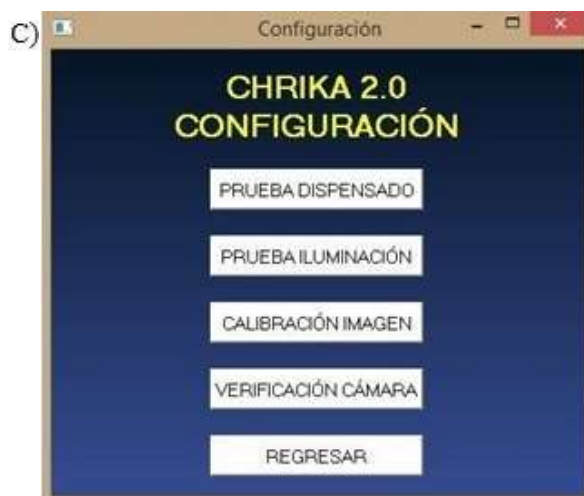 C)
Configuración
CHRIKA 2.0
CONFIGURACIÓN
PRUEBA DISPENSADO
PRUEBA ILUMINACIÓN
CALIBRACIÓN IMAGEN
VERIFICACIÓN CÁMARA
REGRESAR